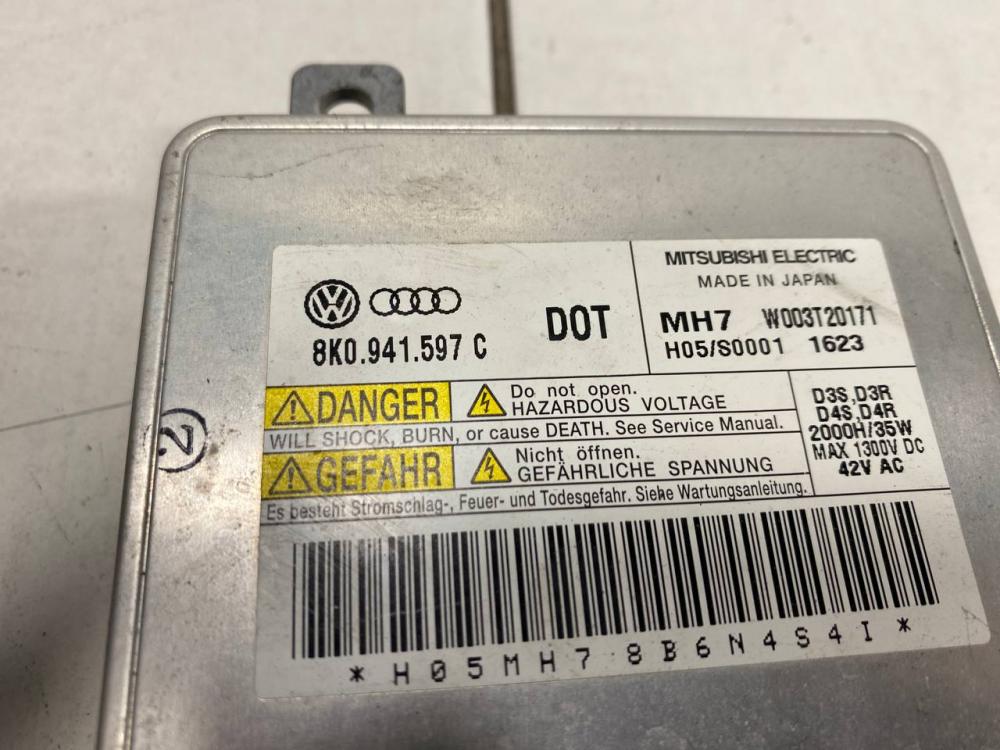 8K0.941.597 C
DOT
MITSUBISHI ELECTRIC
MADE IN JAPAN
MH7 W003T20171
H05/S0001 1623
DANGER
Do not open.
HAZARDOUS VOLTAGE
WILL SHOCK, BURN, or cause DEATH. See Service Manual.
GEFAHR
Nicht öffnen.
GEFÄHRLICHE SPANNUNG
Es besteht Stromschlag-, Feuer- und Todesgefahr. Siehe Wartungsanleitung.
D3S,D3R
D4S,D4R
2000H/35W
MAX 1300V DC
42V AC
*H05MH78B6N4S4I*
2